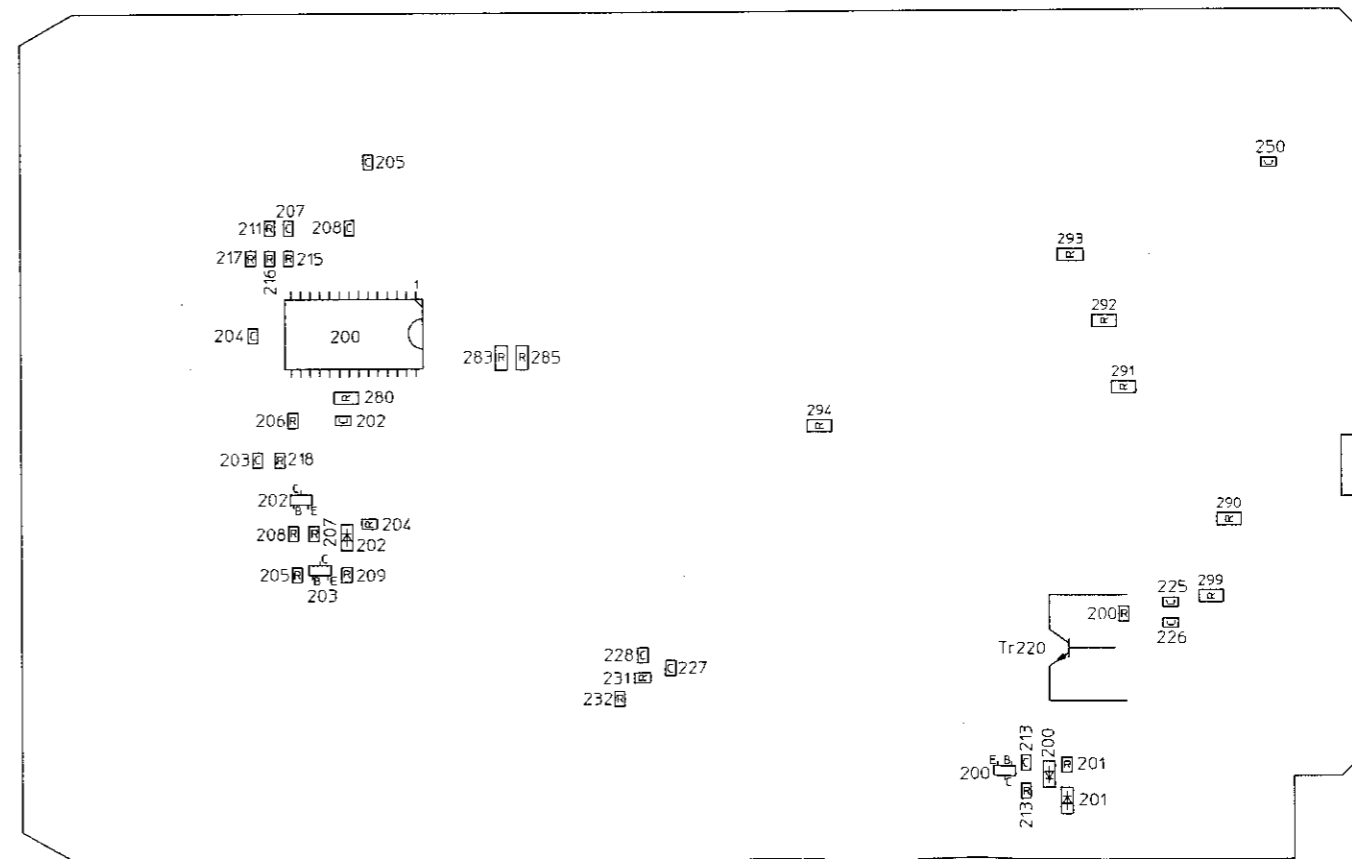 250
C 205
207
211 R C 208 C
293
217 R R R 215
R
216
1
292
204 C 200
R
283 R R 285
291
R
R 280
294
206 R C 202
R
203 C R 218
C
202
B E
290
R 204
R
208 R R 207
202
C
205 R R 209
B E
203
225 299
C R
200 R
C
226
Tr220
228 C
C 227
231 R
232 R
213 200
E B
200 C R 201
C
R
213 201